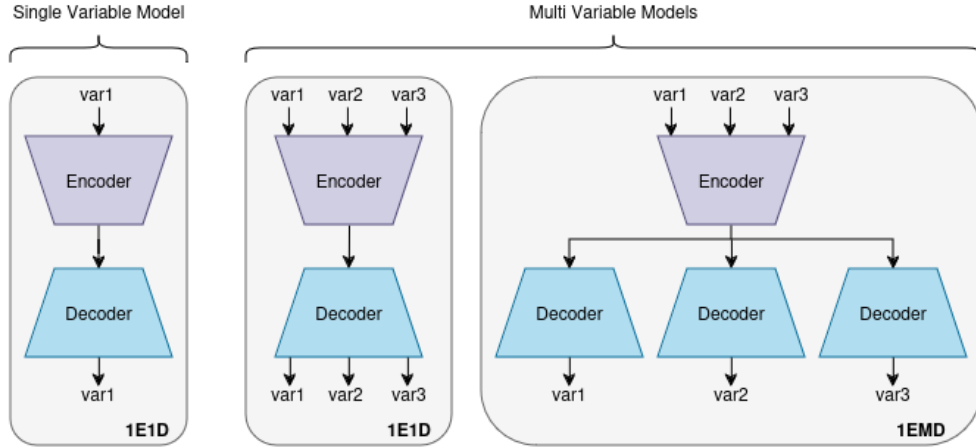 Single Variable Model
Multi Variable Models
var1
Encoder
Decoder
var1
1E1D
var1 var2 var3
Encoder
Decoder
var1 var2 var3
1E1D
var1 var2 var3
Encoder
Decoder Decoder Decoder
var1 var2 var3
1EMD